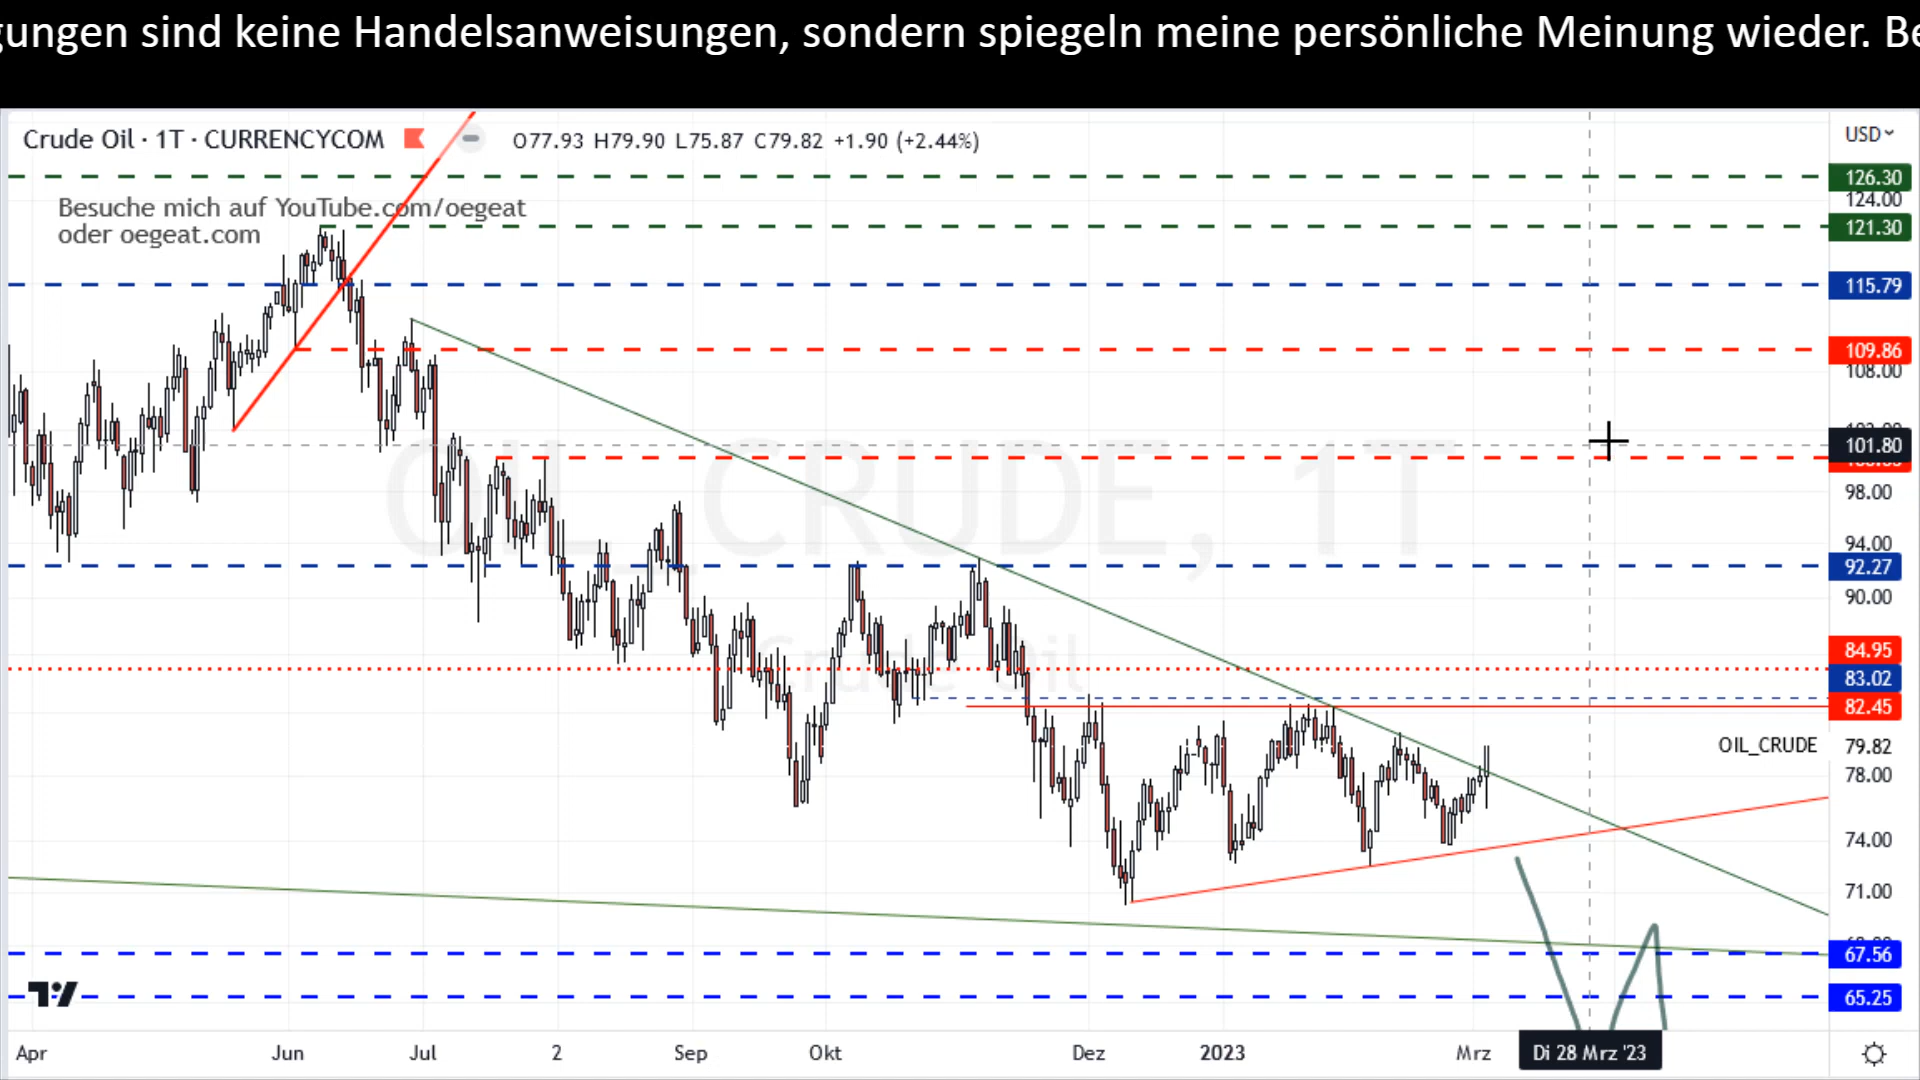 gungen sind keine Handelsanweisungen, sondern spiegeln meine persönliche Meinung wieder. Be
Crude Oil · 1T · CURRENCYCOM O77.93 H79.90 L75.87 C79.82 +1.90 (+2.44%)
USD
Besuche mich auf YouTube.com/oegeat
oder oegeat.com
OIL_CRUDE, 1T
Crude Oil
126.30
124.00
121.30
115.79
109.86
108.00
101.80
98.00
94.00
92.27
90.00
84.95
83.02
82.45
OIL_CRUDE 79.82
78.00
74.00
71.00
67.56
65.25
Apr Jun Jul 2 Sep Okt Dez 2023 Mrz Di 28 Mrz '23